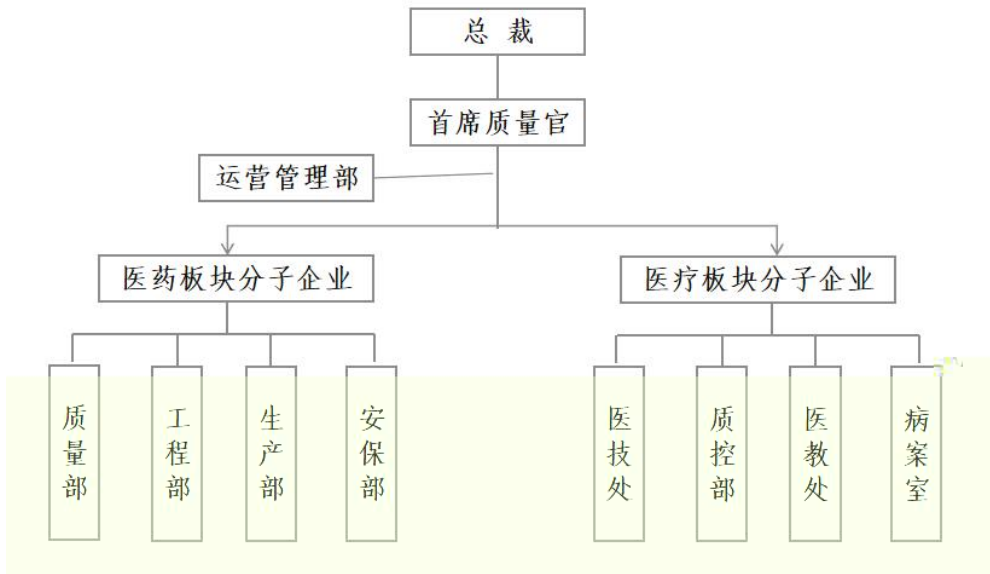 总 裁
首席质量官
运营管理部
医药板块分子企业
医疗板块分子企业
质量部
工程部
生产部
安保部
医技处
质控部
医教处
病案室